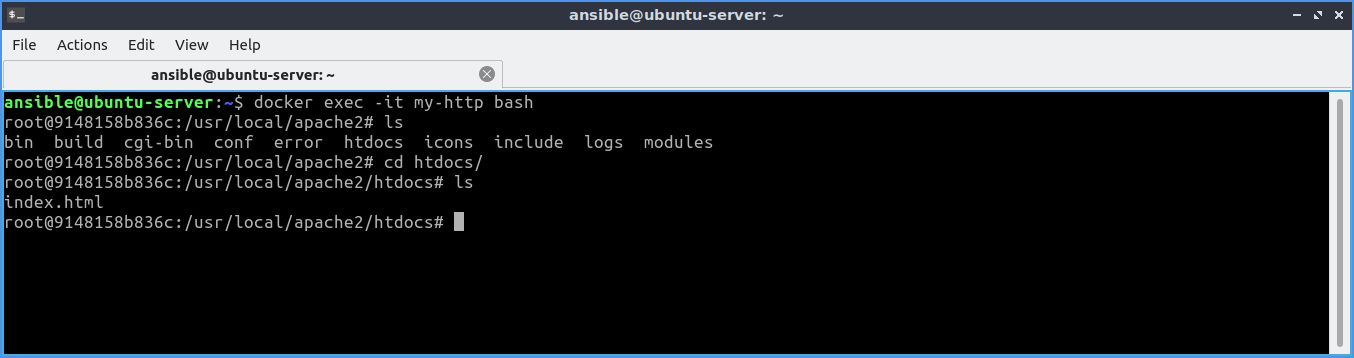 ansible@ubuntu-server: ~
File Actions Edit View Help
ansible@ubuntu-server: ~
ansible@ubuntu-server:~$ docker exec -it my-http bash
root@9148158b836c:/usr/local/apache2# ls
bin  build  cgi-bin  conf  error  htdocs  icons  include  logs  modules
root@9148158b836c:/usr/local/apache2# cd htdocs/
root@9148158b836c:/usr/local/apache2/htdocs# ls
index.html
root@9148158b836c:/usr/local/apache2/htdocs#